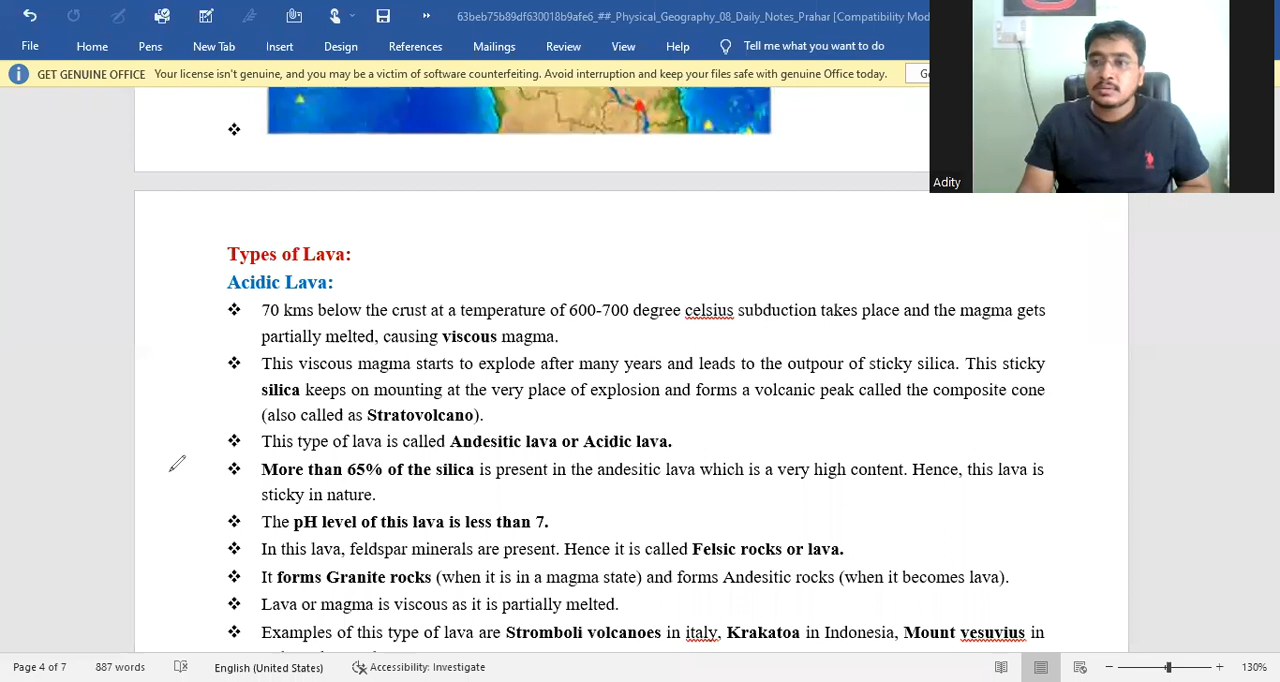 63beb75b89df630018b9afe6_##_Physical_Geography_08_Daily_Notes_Prahar [Compatibility Mod
File Home Pens New Tab Insert Design References Mailings Review View Help Tell me what you want to do
GET GENUINE OFFICE Your license isn't genuine, and you may be a victim of software counterfeiting. Avoid interruption and keep your files safe with genuine Office today.
Adity
Types of Lava:
Acidic Lava:
❖ 70 kms below the crust at a temperature of 600-700 degree celsius subduction takes place and the magma gets
partially melted, causing viscous magma.
❖ This viscous magma starts to explode after many years and leads to the outpour of sticky silica. This sticky
silica keeps on mounting at the very place of explosion and forms a volcanic peak called the composite cone
(also called as Stratovolcano).
❖ This type of lava is called Andesitic lava or Acidic lava.
❖ More than 65% of the silica is present in the andesitic lava which is a very high content. Hence, this lava is
sticky in nature.
❖ The pH level of this lava is less than 7.
❖ In this lava, feldspar minerals are present. Hence it is called Felsic rocks or lava.
❖ It forms Granite rocks (when it is in a magma state) and forms Andesitic rocks (when it becomes lava).
❖ Lava or magma is viscous as it is partially melted.
❖ Examples of this type of lava are Stromboli volcanoes in italy, Krakatoa in Indonesia, Mount vesuvius in
Page 4 of 7 887 words English (United States) Accessibility: Investigate 130%